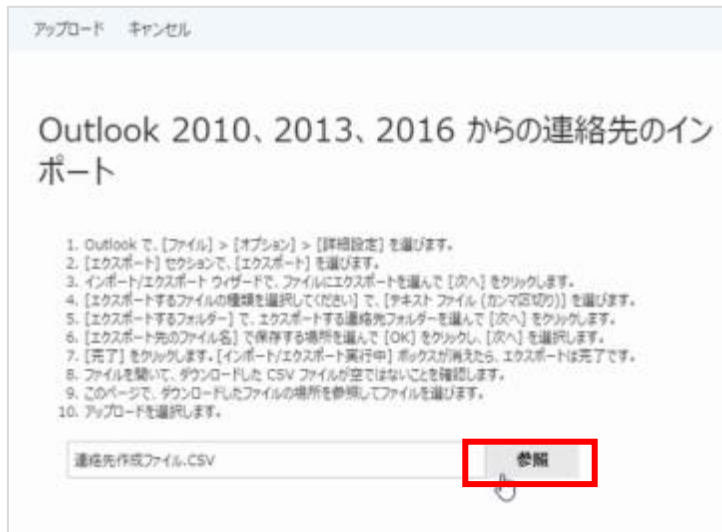 アップロード キャンセル
Outlook 2010、2013、2016 からの連絡先のイン
ポート
1. Outlook で、[ファイル] > [オプション] > [詳細設定] を選びます。
2. [エクスポート] セクションで、[エクスポート] を選びます。
3. インポート/エクスポート ウィザードで、ファイルにエクスポートを選んで [次へ] をクリックします。
4. [エクスポートするファイルの種類を選択してください] で、[テキスト ファイル (カンマ区切り)] を選びます。
5. [エクスポートするフォルダー] で、エクスポートする連絡先フォルダーを選んで [次へ] をクリックします。
6. [エクスポート先のファイル名] で保存する場所を選んで [OK] をクリックし、[次へ] を選択します。
7. [完了] をクリックします。[インポート/エクスポート実行中] ボックスが消えたら、エクスポートは完了です。
8. ファイルを開いて、ダウンロードした CSV ファイルが空ではないことを確認します。
9. このページで、ダウンロードしたファイルの場所を参照してファイルを選びます。
10. アップロードを選択します。
連絡先作成ファイル.CSV 参照